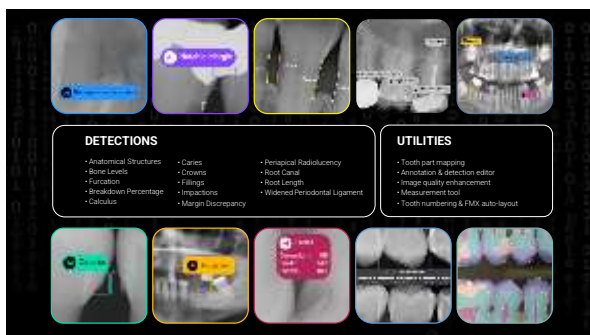 DETECTIONS
• Anatomical Structures
• Bone Levels
• Furcation
• Breakdown Percentage
• Calculus
• Caries
• Crowns
• Fillings
• Impactions
• Margin Discrepancy
• Periapical Radiolucency
• Root Canal
• Root Length
• Widened Periodontal Ligament
UTILITIES
• Tooth part mapping
• Annotation & detection editor
• Image quality enhancement
• Measurement tool
• Tooth numbering & FMX auto-layout